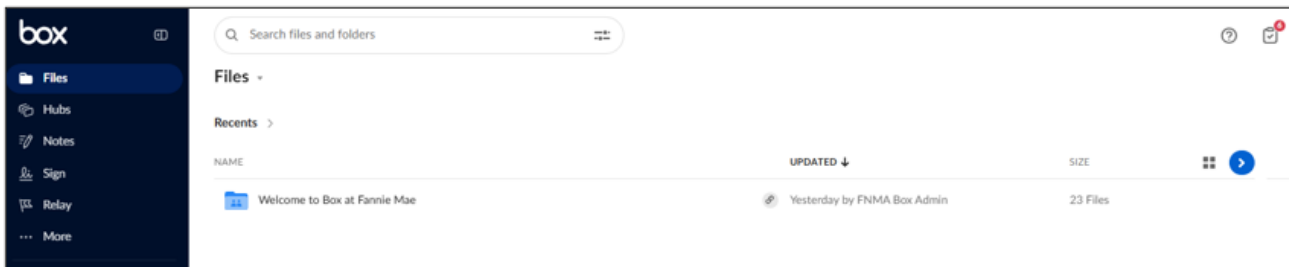 box
Search files and folders
6
Files
Files
Hubs
Recents
Notes
NAME UPDATED SIZE
Sign
Welcome to Box at Fannie Mae Yesterday by FNMA Box Admin 23 Files
Relay
More